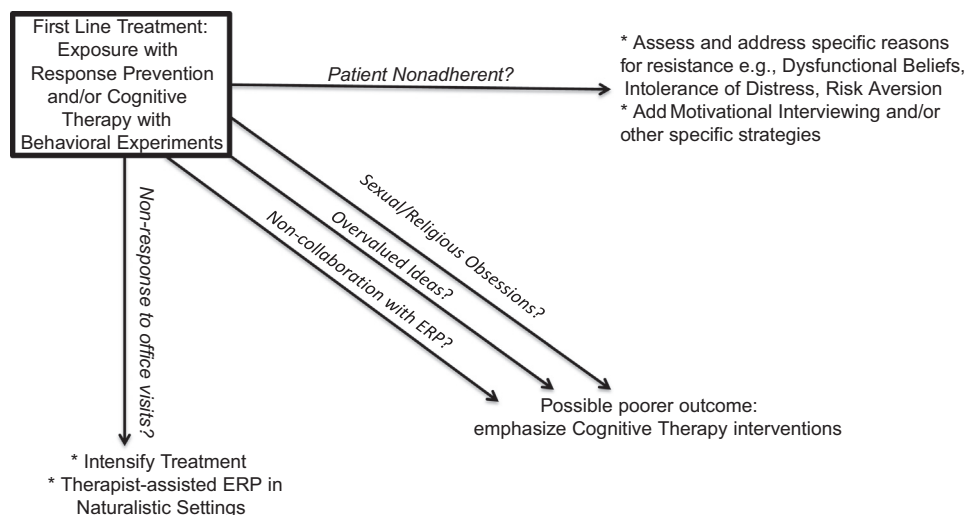 First Line Treatment:
Exposure with
Response Prevention
and/or Cognitive
Therapy with
Behavioral Experiments
Patient Nonadherent?
* Assess and address specific reasons
for resistance e.g., Dysfunctional Beliefs,
Intolerance of Distress, Risk Aversion
* Add Motivational Interviewing and/or
other specific strategies
Sexual/Religious Obsessions?
Overvalued Ideas?
Non-collaboration with ERP?
Non-response to office
visits?
Possible poorer outcome:
emphasize Cognitive Therapy interventions
* Intensify Treatment
* Therapist-assisted ERP in
Naturalistic Settings